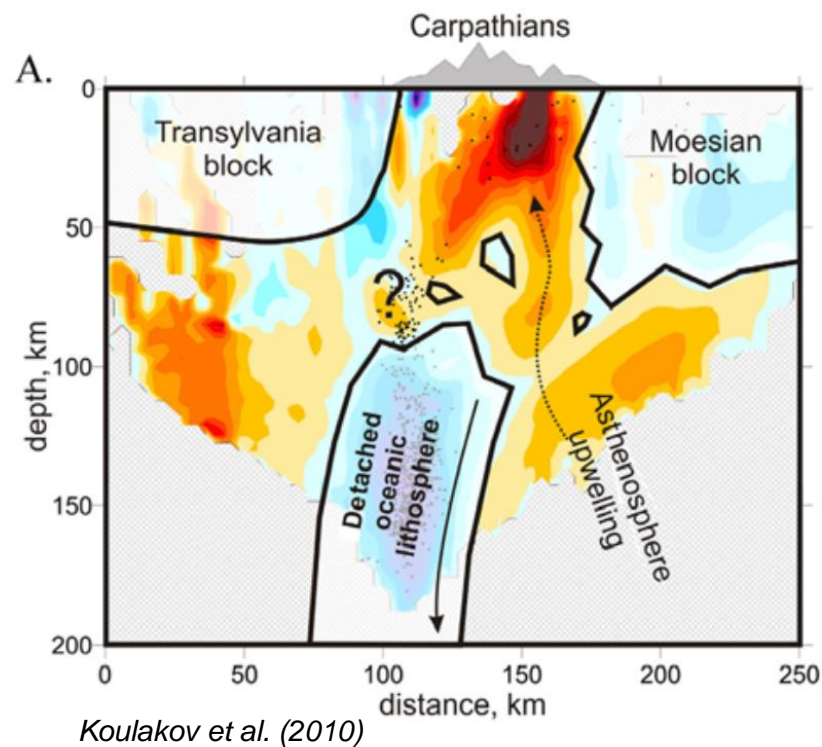 Carpathians
A.
Transylvania
block
Moesian
block
?
Detached
oceanic
lithosphere
Asthenosphere
upwelling
0
50
100
150
200
depth, km
0
50
100
150
200
250
distance, km
Koulakov et al. (2010)